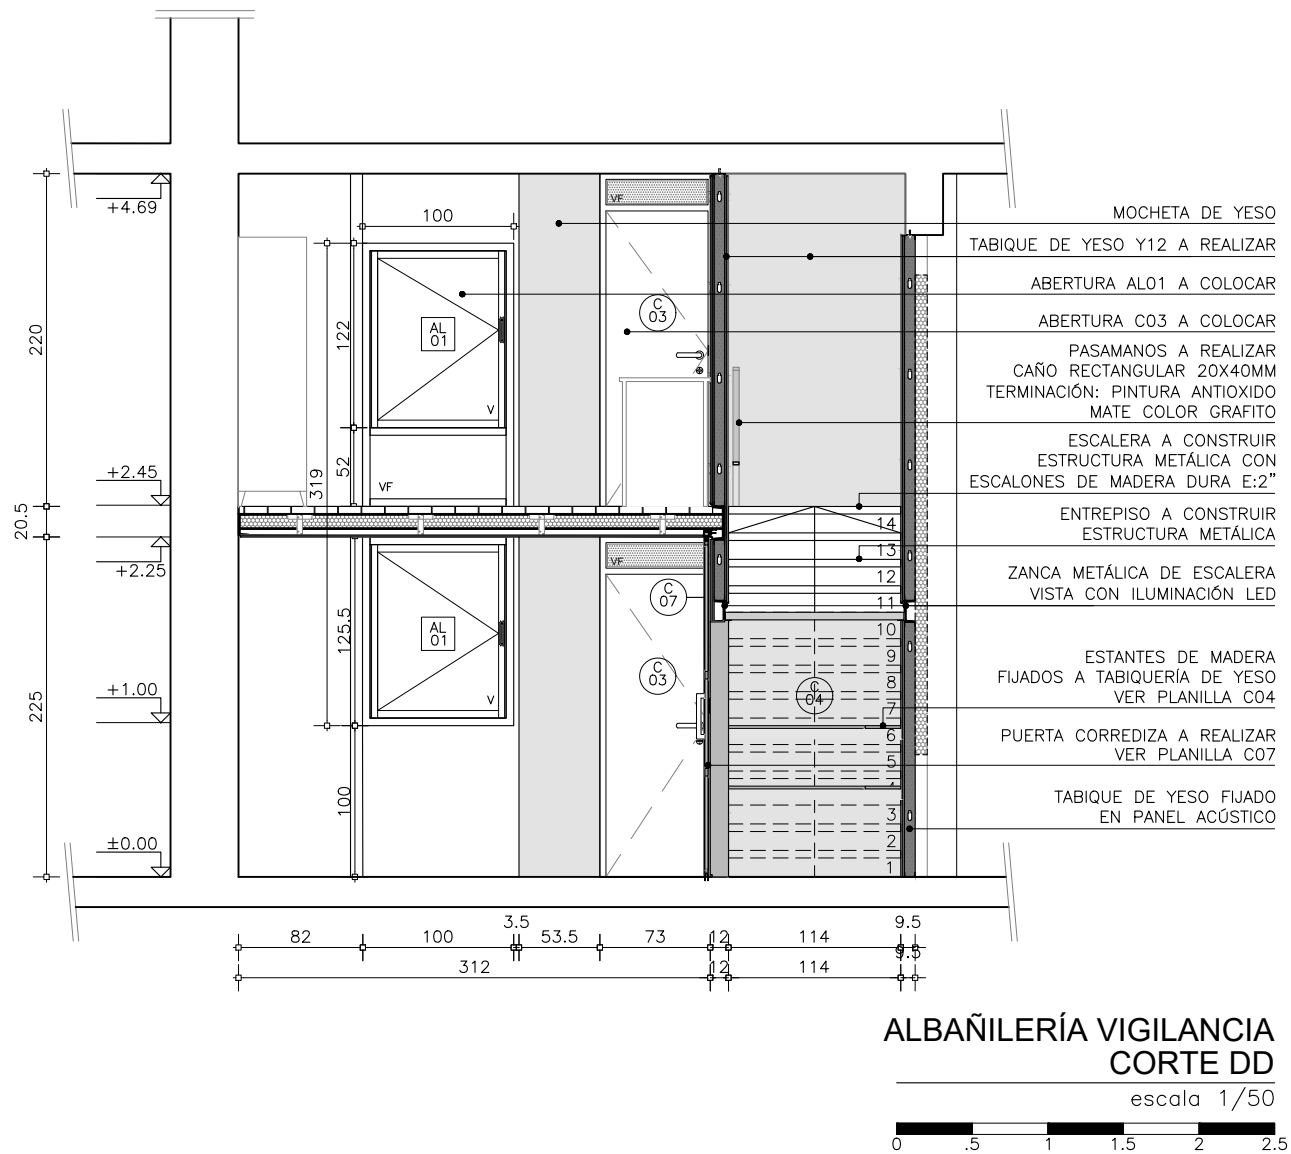 +4.69
100
VF
MOCHETA DE YESO
TABIQUE DE YESO Y12 A REALIZAR
ABERTURA AL01 A COLOCAR
ABERTURA C03 A COLOCAR
PASAMANOS A REALIZAR
CAÑO RECTANGULAR 20X40MM
TERMINACIÓN: PINTURA ANTIOXIDO
MATE COLOR GRAFITO
ESCALERA A CONSTRUIR
ESTRUCTURA METÁLICA CON
ESCALONES DE MADERA DURA E:2”
ENTREPISO A CONSTRUIR
ESTRUCTURA METÁLICA
ZANCA METÁLICA DE ESCALERA
VISTA CON ILUMINACIÓN LED
ESTANTES DE MADERA
FIJADOS A TABIQUERÍA DE YESO
VER PLANILLA C04
PUERTA CORREDIZA A REALIZAR
VER PLANILLA C07
TABIQUE DE YESO FIJADO
EN PANEL ACÚSTICO
C
03
AL
01
V
122
220
319
52
VF
+2.45
20.5
+2.25
VF
14
13
12
11
10
9
8
7
6
5
4
3
2
1
C
07
AL
01
V
C
03
C
04
125.5
225
+1.00
100
±0.00
82
100
3.5
53.5
73
12
114
9.5
312
12
114
9.5
ALBAÑILERÍA VIGILANCIA
CORTE DD
escala 1/50
0 .5 1 1.5 2 2.5